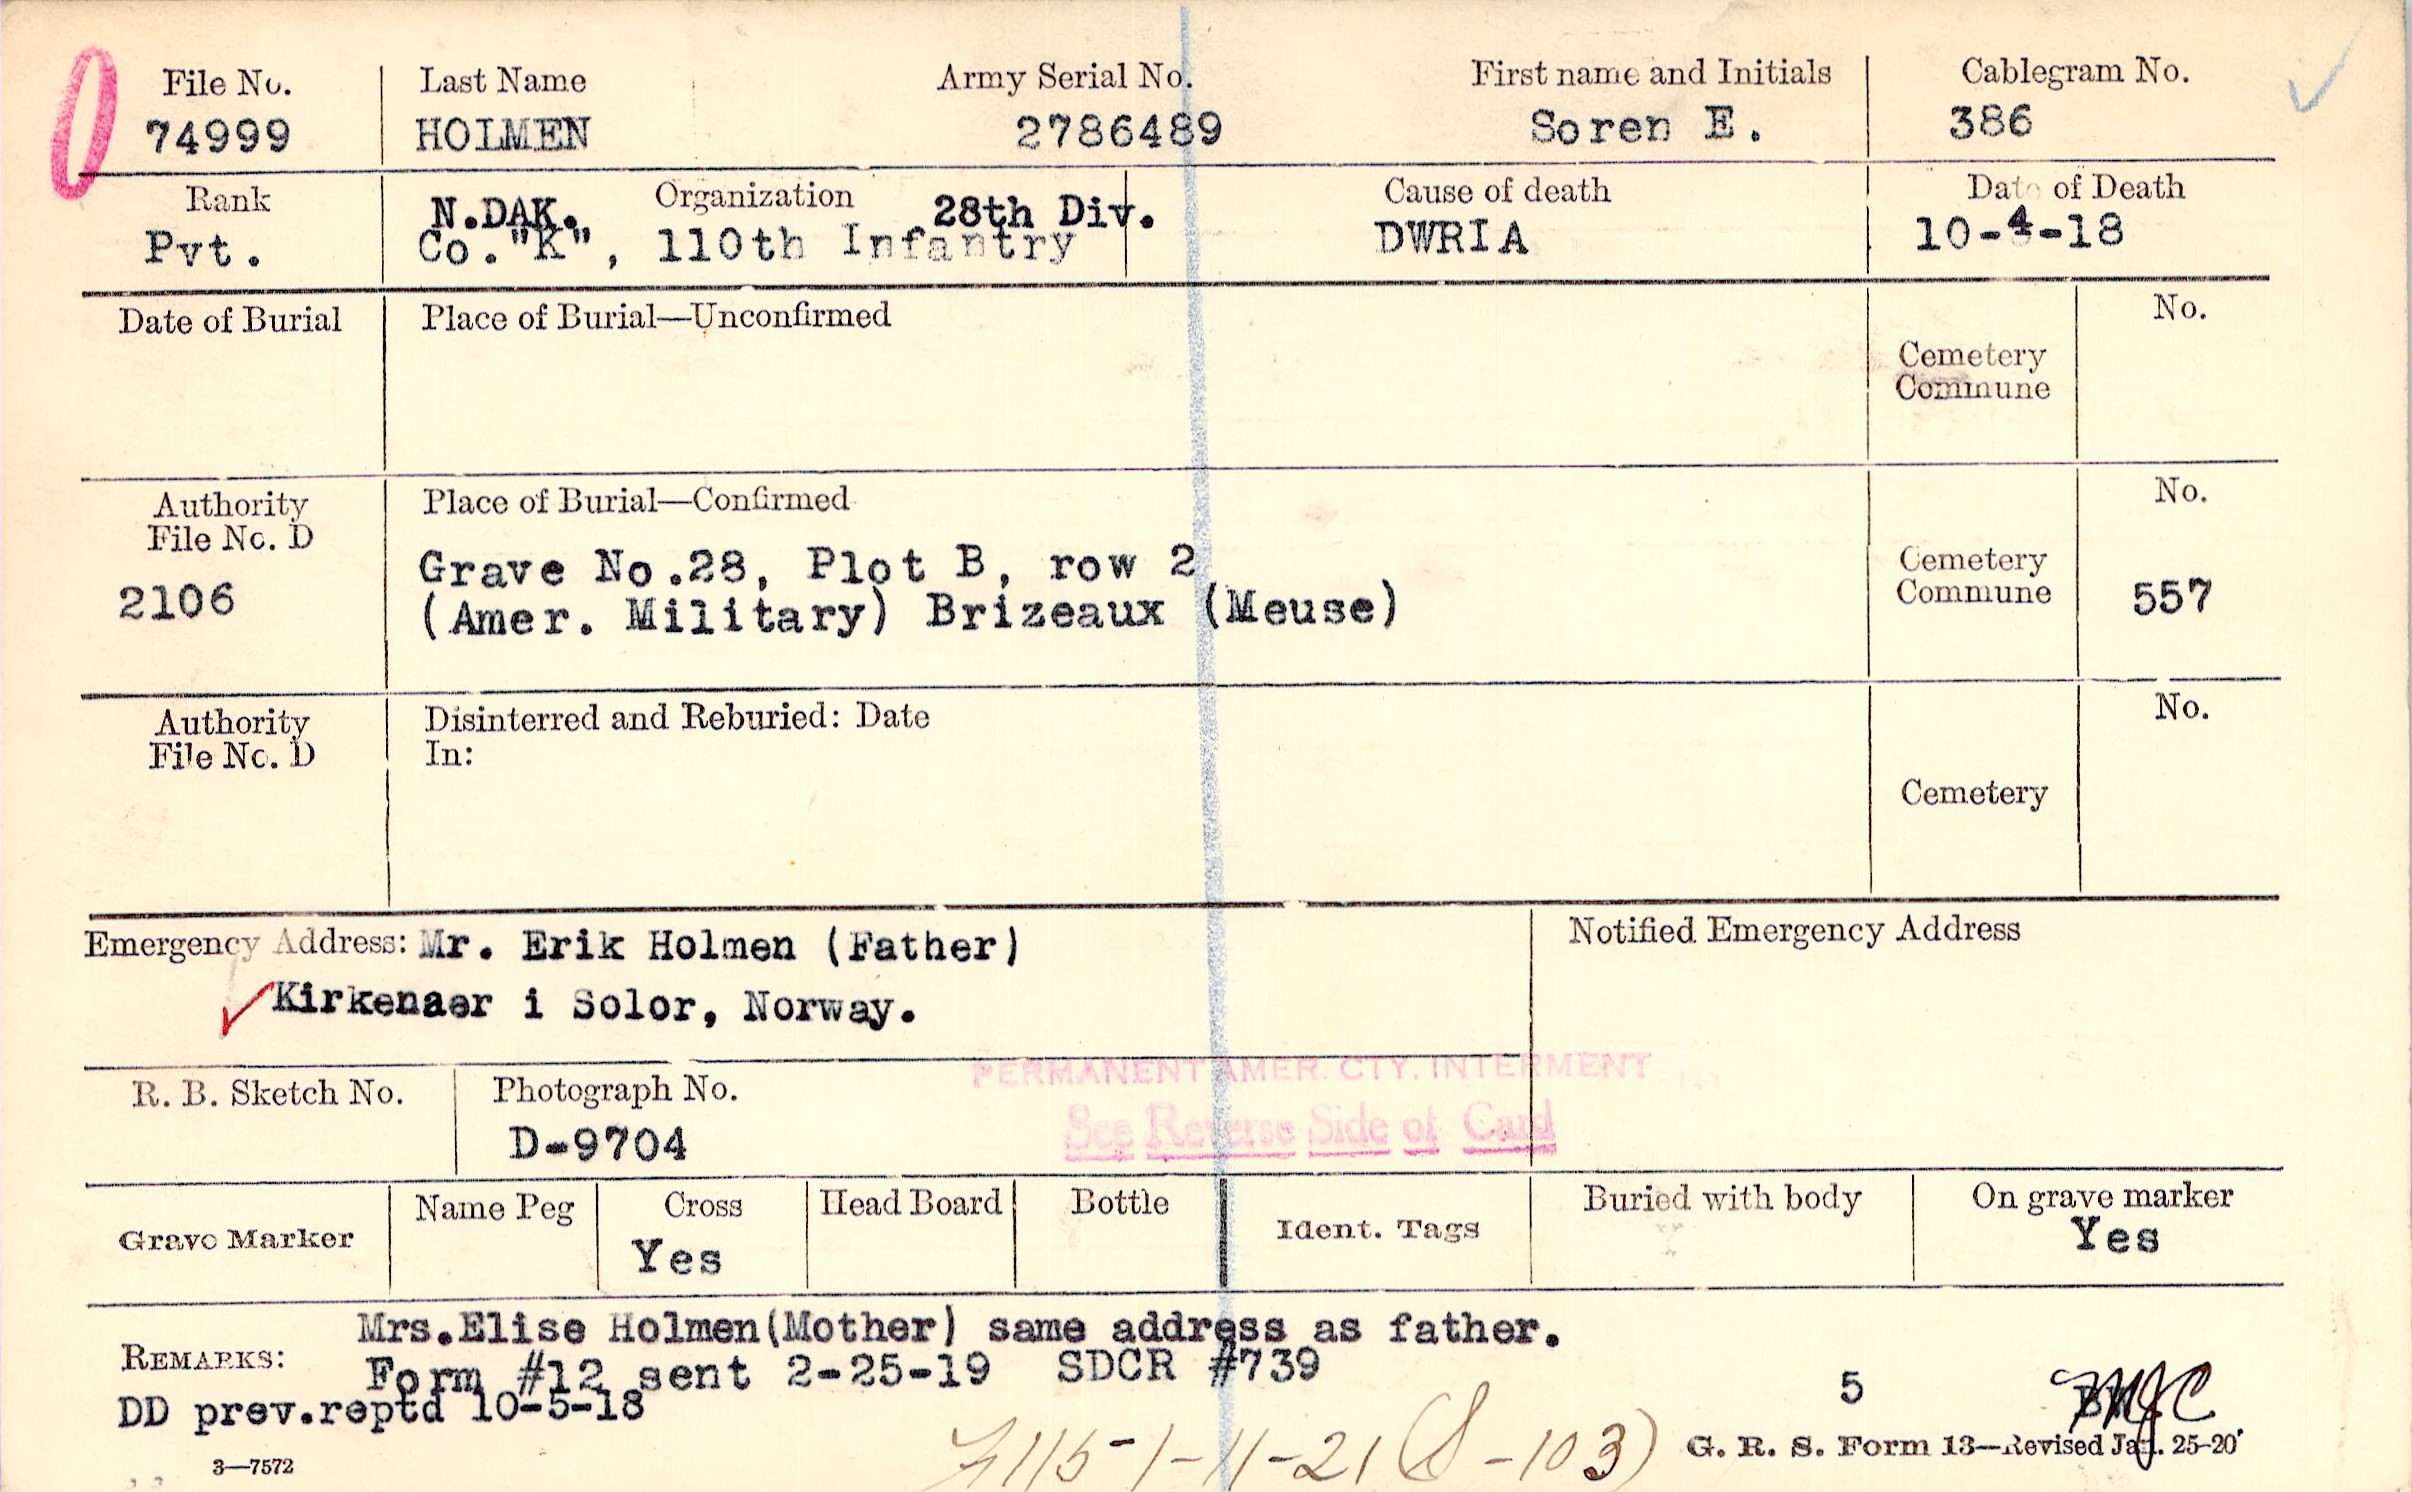 File No. Last Name Army Serial No. First name and Initials Cablegram No.
74999 HOLMEN 2786489 Soren E. 386
Rank Organization Cause of death Date of Death
N.DAK. 28th Div.
Pvt. Co. "K", 110th Infantry DWRIA 10-4-18
Date of Burial Place of Burial—Unconfirmed No.
Cemetery
Commune
Authority Place of Burial—Confirmed No.
File No. D
2106 Grave No.28, Plot B, row 2 Cemetery
(Amer. Military) Brizeaux (Meuse) Commune 557
Authority Disinterred and Reburied: Date No.
File No. D In:
Cemetery
Emergency Address: Mr. Erik Holmen (Father) Notified Emergency Address
Kirkenaer i Solor, Norway.
PERMANENT AMER. CTY. INTERMENT
R. B. Sketch No. Photograph No.
D-9704 See Reverse Side of Card
Grave Marker Name Peg Cross Head Board Bottle Ident. Tags Buried with body On grave marker
Yes Yes
Mrs.Elise Holmen(Mother) same address as father.
REMARKS: Form #12 sent 2-25-19 SDCR #739
DD prev.reptd 10-5-18 5
1-11-21 (S-103) G. R. S. Form 13—Revised Jan. 25-20
3—7572